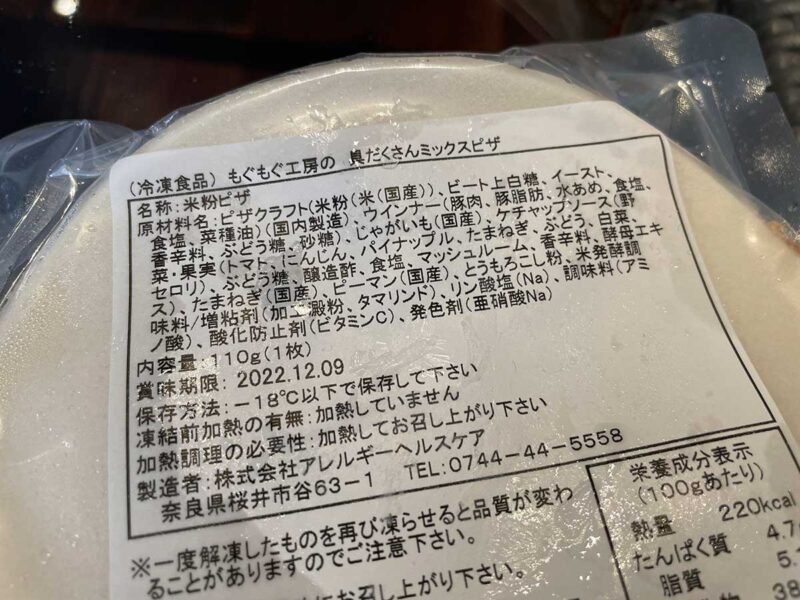 (冷凍食品) もぐもぐ工房の 具だくさんミックスピザ
名称:米粉ピザ
原材料名:ピザクラフト(米粉(米(国産))、ビート上白糖、イースト、
食塩、菜種油)(国内製造)、ウインナー(豚肉、豚脂肪、水あめ、食塩、
香辛料、ぶどう糖、砂糖)、じゃがいも(国産)、ケチャップソース(野
菜・果実(トマト、にんじん、パイナップル、たまねぎ、ぶどう、白菜、
セロリ)、ぶどう糖、醸造酢、食塩、マッシュルーム、香辛料、酵母エキ
ス)、たまねぎ(国産)、ピーマン(国産)、とうもろこし粉、米発酵調
味料/増粘剤(加工澱粉、タマリンド)、リン酸塩(Na)、調味料(アミ
ノ酸)、酸化防止剤(ビタミンC)、発色剤(亜硝酸Na)
内容量:110g(1枚)
賞味期限: 2022.12.09
保存方法:-18℃以下で保存して下さい
凍結前加熱の有無:加熱していません
加熱調理の必要性:加熱してお召し上がり下さい
製造者:株式会社アレルギーヘルスケア
奈良県桜井市谷63-1 TEL:0744-44-5558
※一度解凍したものを再び凍らせると品質が変わ
ることがありますのでご注意下さい。
にお召し上がり下さい。
栄養成分表示
(100gあたり)
熱量 220kcal
たんぱく質 4.7
脂質 5.
38